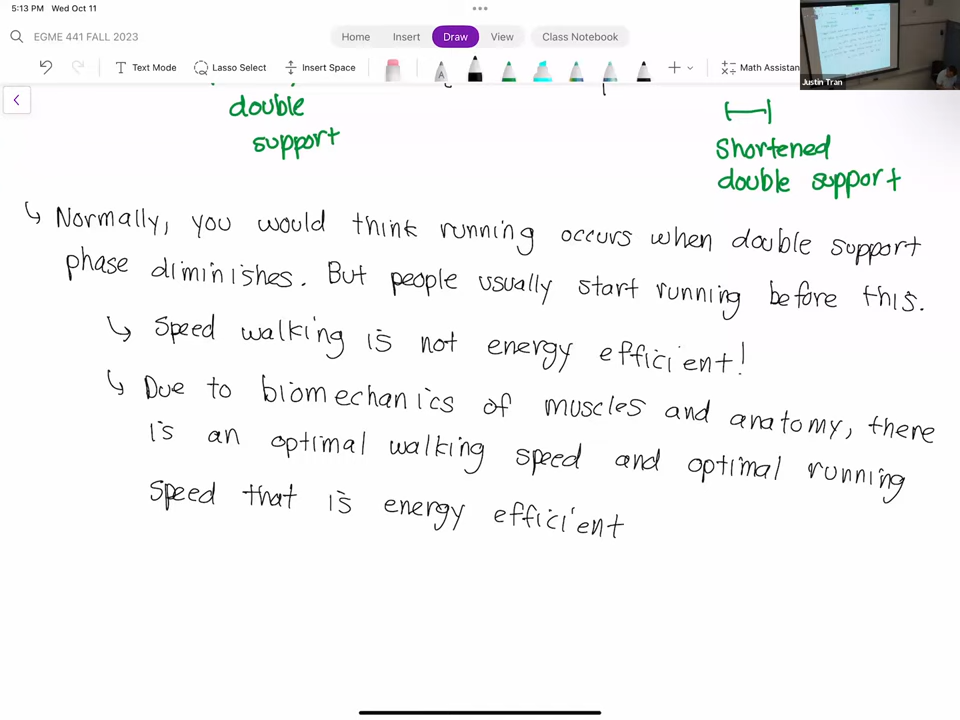 5:13 PM Wed Oct 11
EGME 441 FALL 2023
Home Insert Draw View Class Notebook
Text Mode Lasso Select Insert Space Math Assistan
Justin Tran
double
support
Shortened
double support
Normally, you would think running occurs when double support
phase diminishes. But people usually start running before this.
Speed walking is not energy efficient!
Due to biomechanics of muscles and anatomy, there
is an optimal walking speed and optimal running
speed that is energy efficient